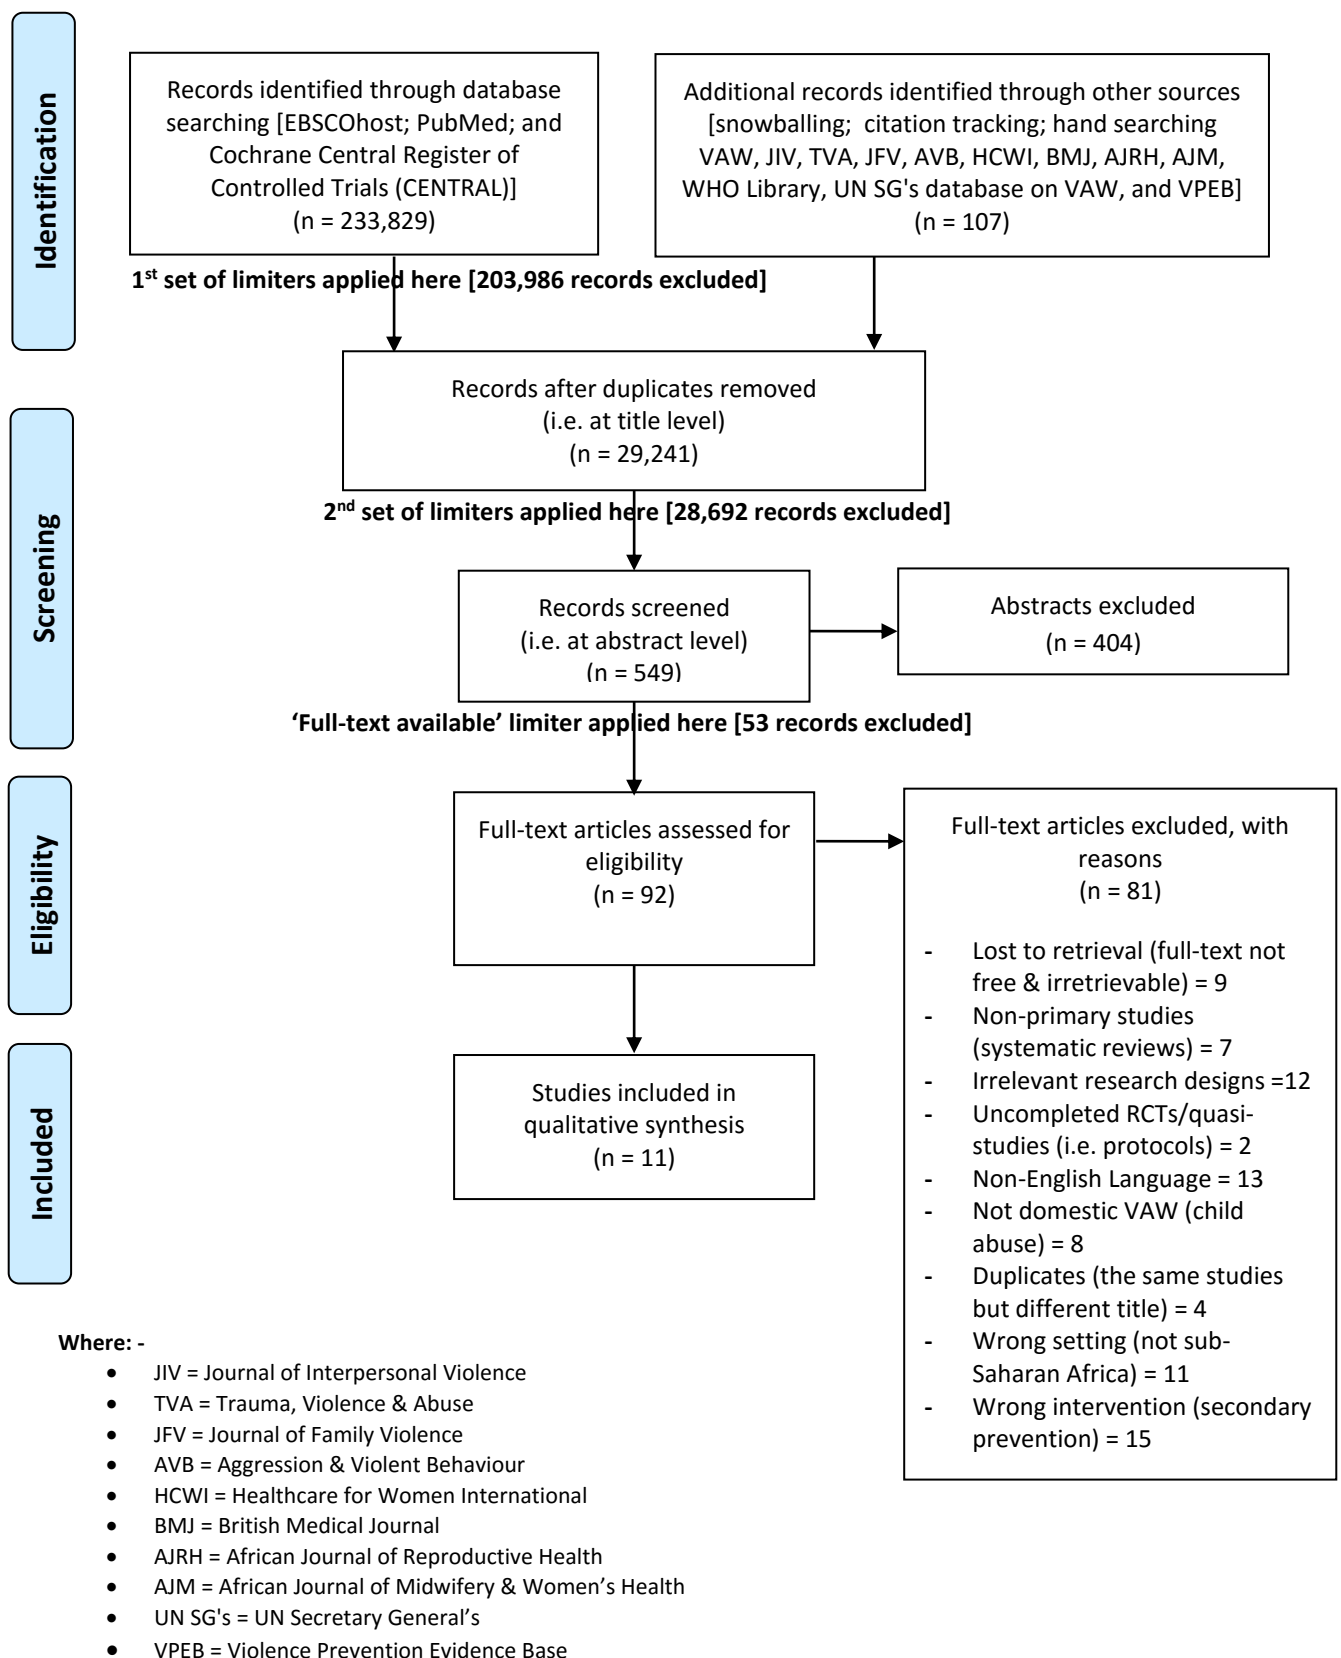 Identification
Records identified through database
searching [EBSCOhost; PubMed; and
Cochrane Central Register of
Controlled Trials (CENTRAL)]
(n = 233,829)
Additional records identified through other sources
[snowballing; citation tracking; hand searching
VAW, JIV, TVA, JFV, AVB, HCWI, BMJ, AJRH, AJM,
WHO Library, UN SG's database on VAW, and VPEB]
(n = 107)
1st set of limiters applied here [203,986 records excluded]
Records after duplicates removed
(i.e. at title level)
(n = 29,241)
Screening
2nd set of limiters applied here [28,692 records excluded]
Records screened
(i.e. at abstract level)
(n = 549)
Abstracts excluded
(n = 404)
‘Full-text available’ limiter applied here [53 records excluded]
Eligibility
Full-text articles assessed for
eligibility
(n = 92)
Full-text articles excluded, with
reasons
(n = 81)
- Lost to retrieval (full-text not
free & irretrievable) = 9
- Non-primary studies
(systematic reviews) = 7
- Irrelevant research designs =12
- Uncompleted RCTs/quasi-
studies (i.e. protocols) = 2
- Non-English Language = 13
- Not domestic VAW (child
abuse) = 8
- Duplicates (the same studies
but different title) = 4
- Wrong setting (not sub-
Saharan Africa) = 11
- Wrong intervention (secondary
prevention) = 15
Included
Studies included in
qualitative synthesis
(n = 11)
Where: -
• JIV = Journal of Interpersonal Violence
• TVA = Trauma, Violence & Abuse
• JFV = Journal of Family Violence
• AVB = Aggression & Violent Behaviour
• HCWI = Healthcare for Women International
• BMJ = British Medical Journal
• AJRH = African Journal of Reproductive Health
• AJM = African Journal of Midwifery & Women’s Health
• UN SG's = UN Secretary General’s
• VPEB = Violence Prevention Evidence Base